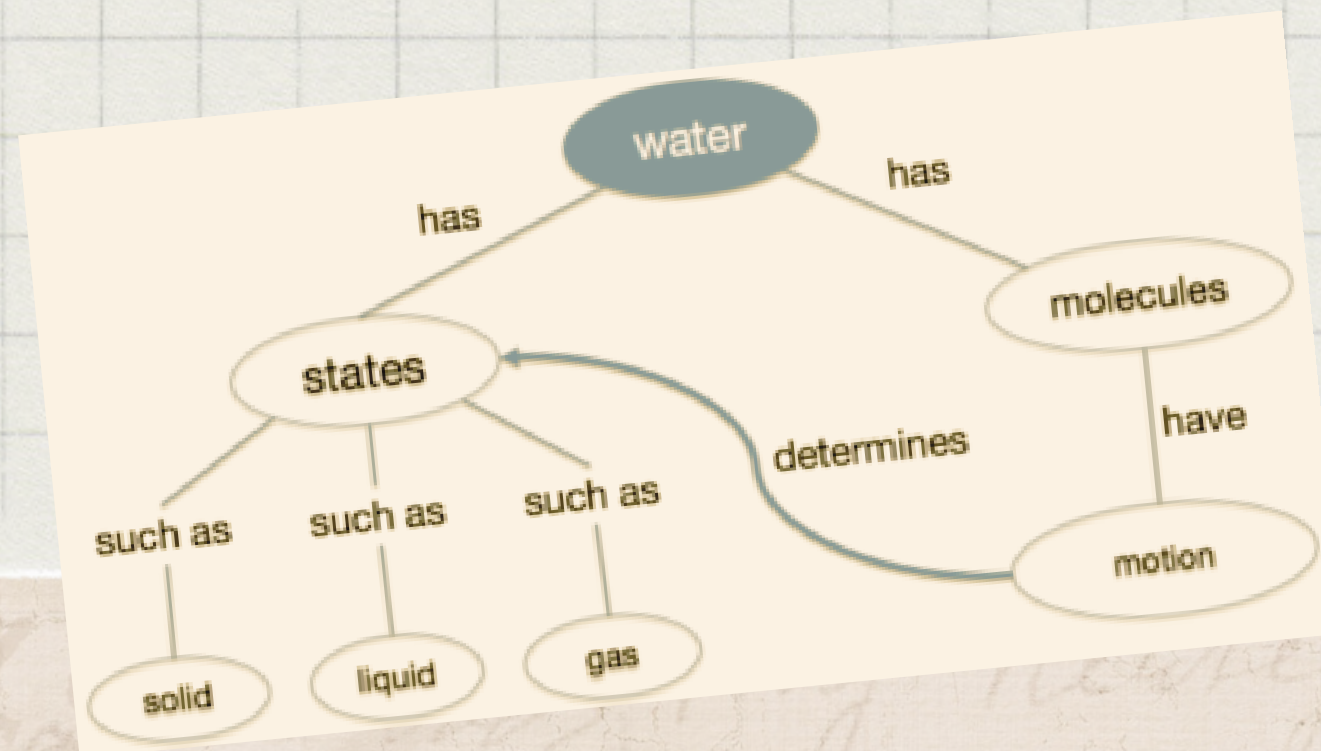 water
has
has
molecules
states
have
determines
such as
such as
such as
motion
gas
liquid
solid